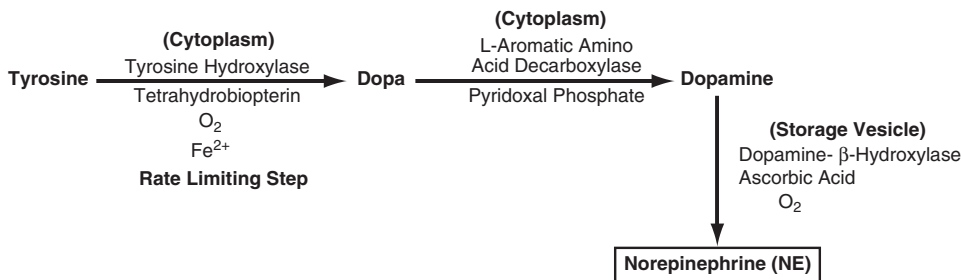 (Cytoplasm)
Tyrosine Hydroxylase
Tyrosine
Tetrahydrobiopterin
O₂
Fe²⁺
Rate Limiting Step
(Cytoplasm)
L-Aromatic Amino
Acid Decarboxylase
Dopa
Pyridoxal Phosphate
Dopamine
(Storage Vesicle)
Dopamine- β-Hydroxylase
Ascorbic Acid
O₂
Norepinephrine (NE)